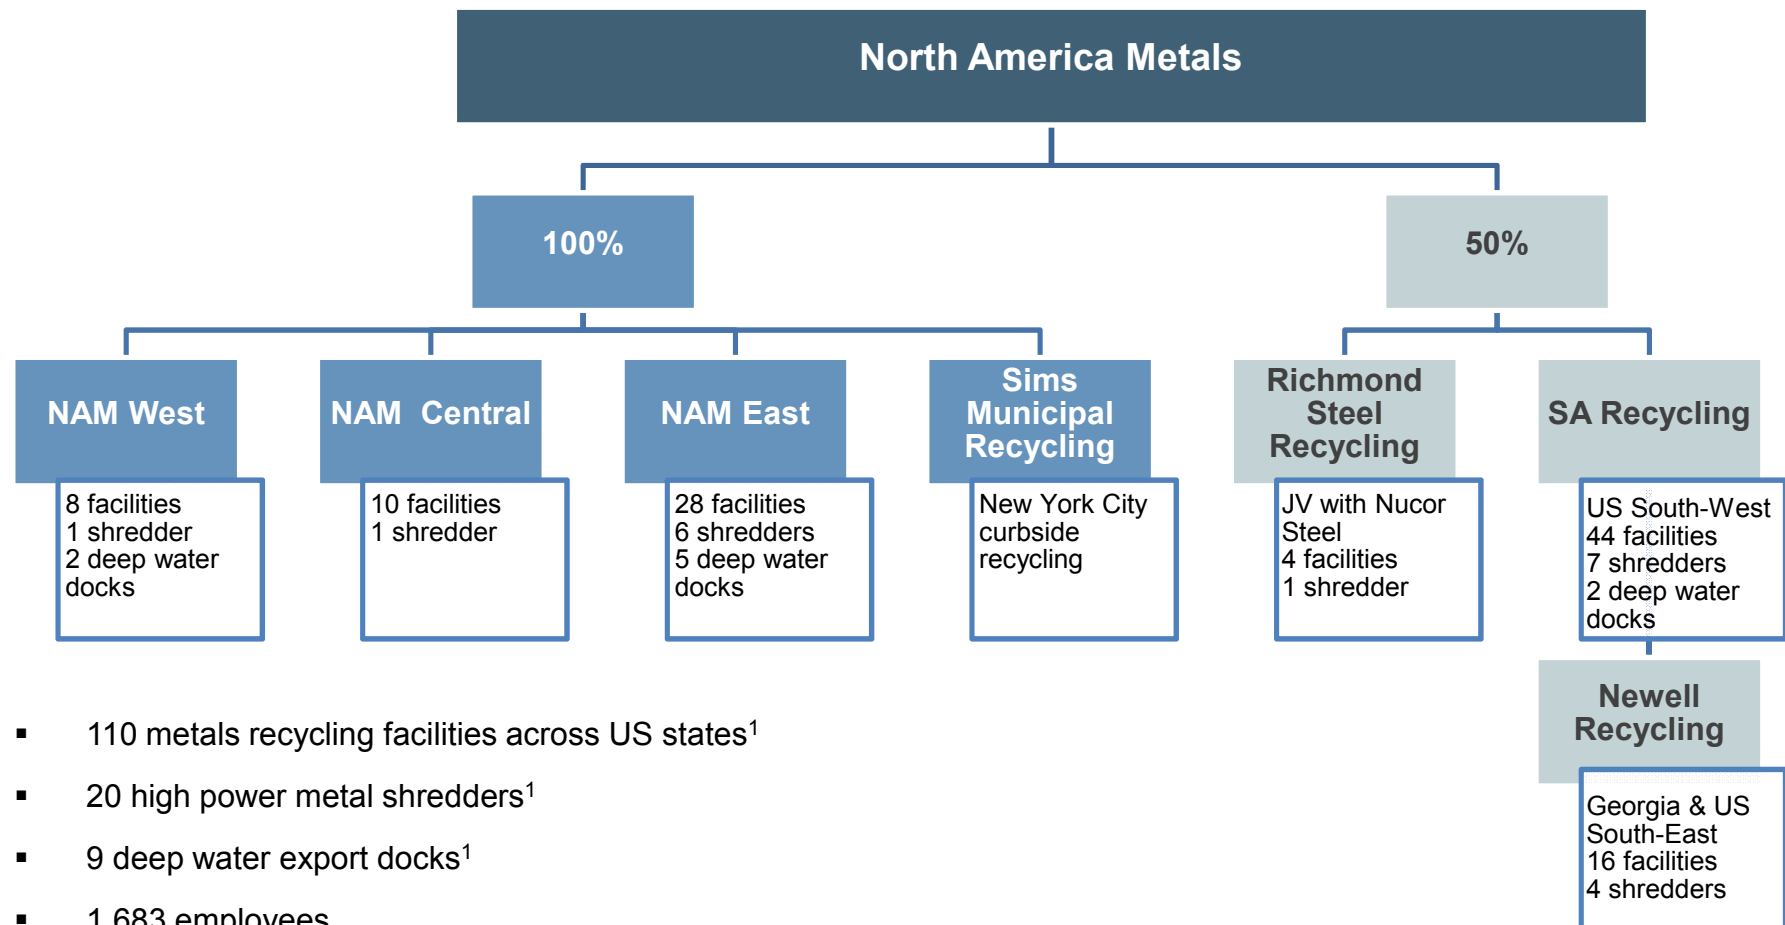 North America Metals
100%
50%
NAM West
NAM Central
NAM East
Sims
Municipal
Recycling
Richmond
Steel
Recycling
SA Recycling
8 facilities
1 shredder
2 deep water
docks
10 facilities
1 shredder
28 facilities
6 shredders
5 deep water
docks
New York City
curbside
recycling
JV with Nucor
Steel
4 facilities
1 shredder
US South-West
44 facilities
7 shredders
2 deep water
docks
Newell
Recycling
Georgia & US
South-East
16 facilities
4 shredders
▪ 110 metals recycling facilities across US states¹
▪ 20 high power metal shredders¹
▪ 9 deep water export docks¹
▪ 1,683 employees